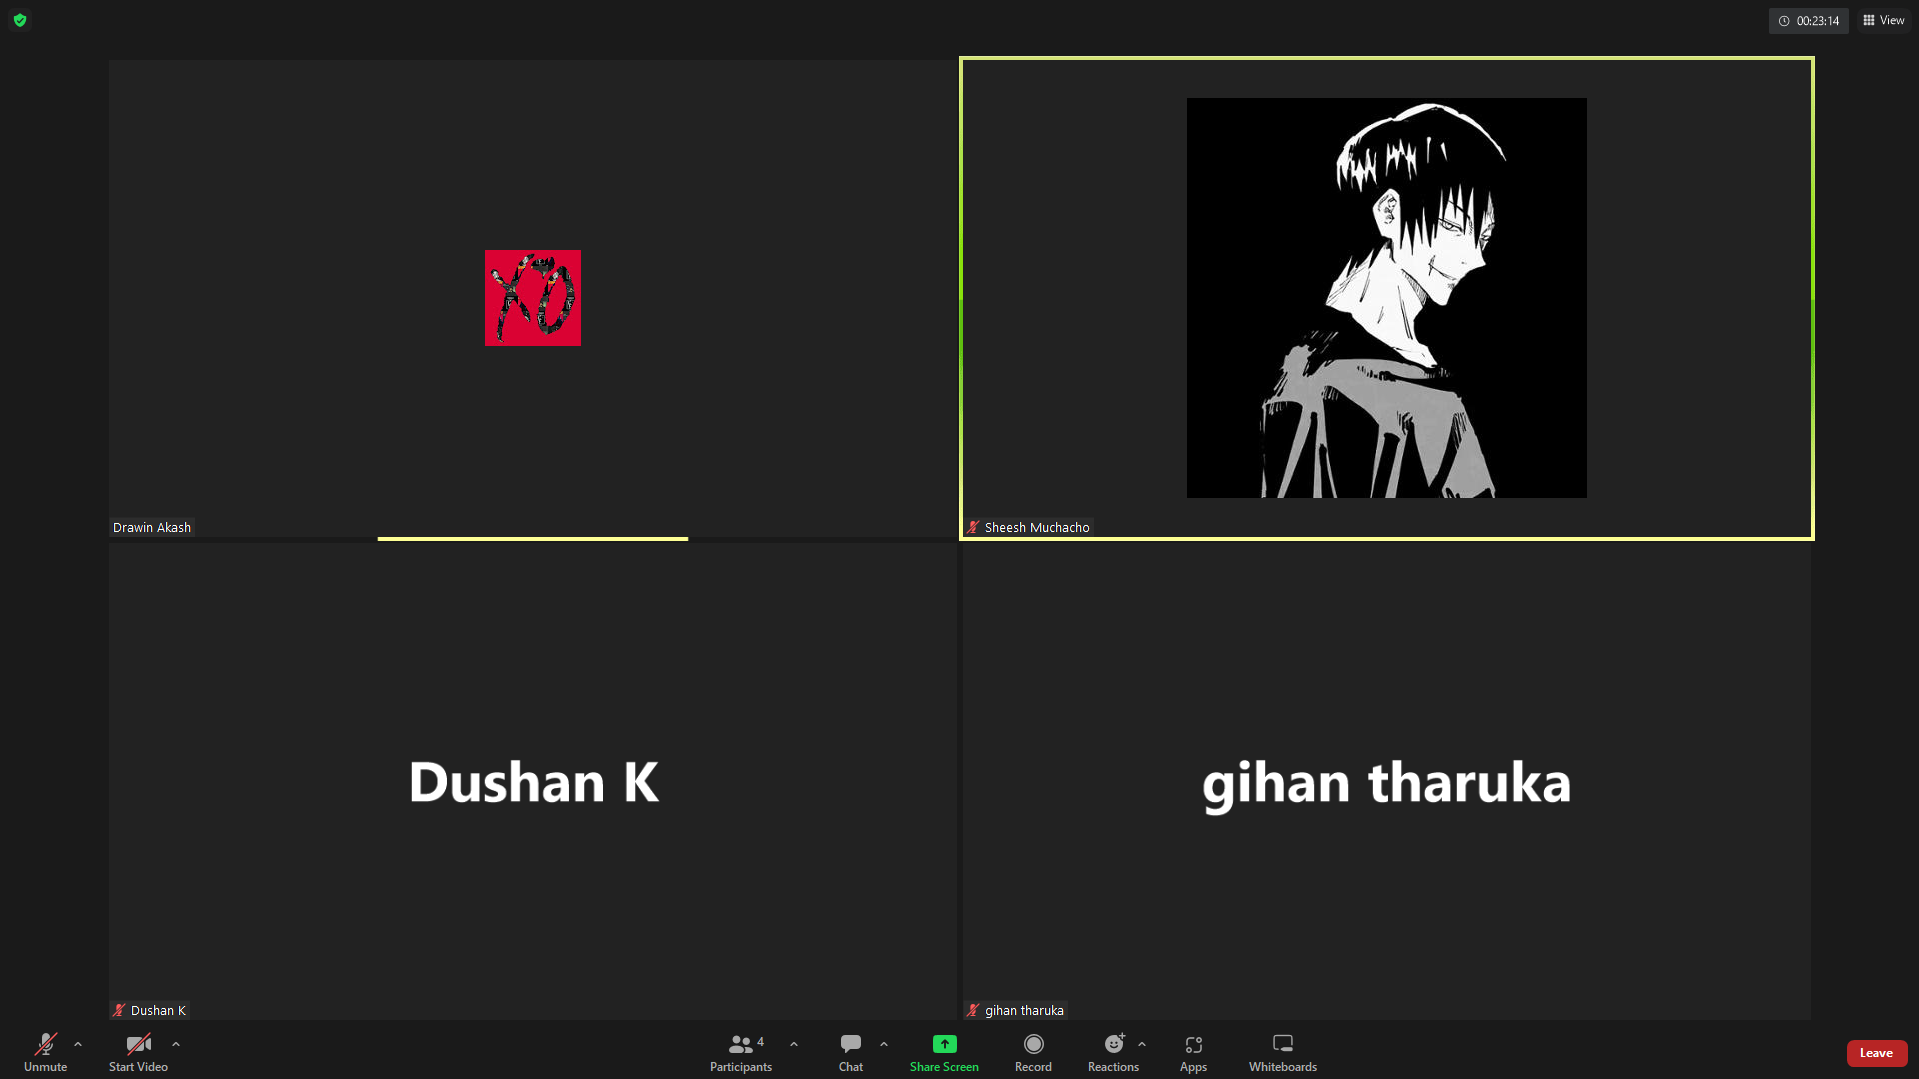 00:23:14
View
XO
Drawin Akash
Sheesh Muchacho
Dushan K
gihan tharuka
Dushan K
gihan tharuka
Unmute
Start Video
4
Participants
Chat
Share Screen
Record
Reactions
Apps
Whiteboards
Leave